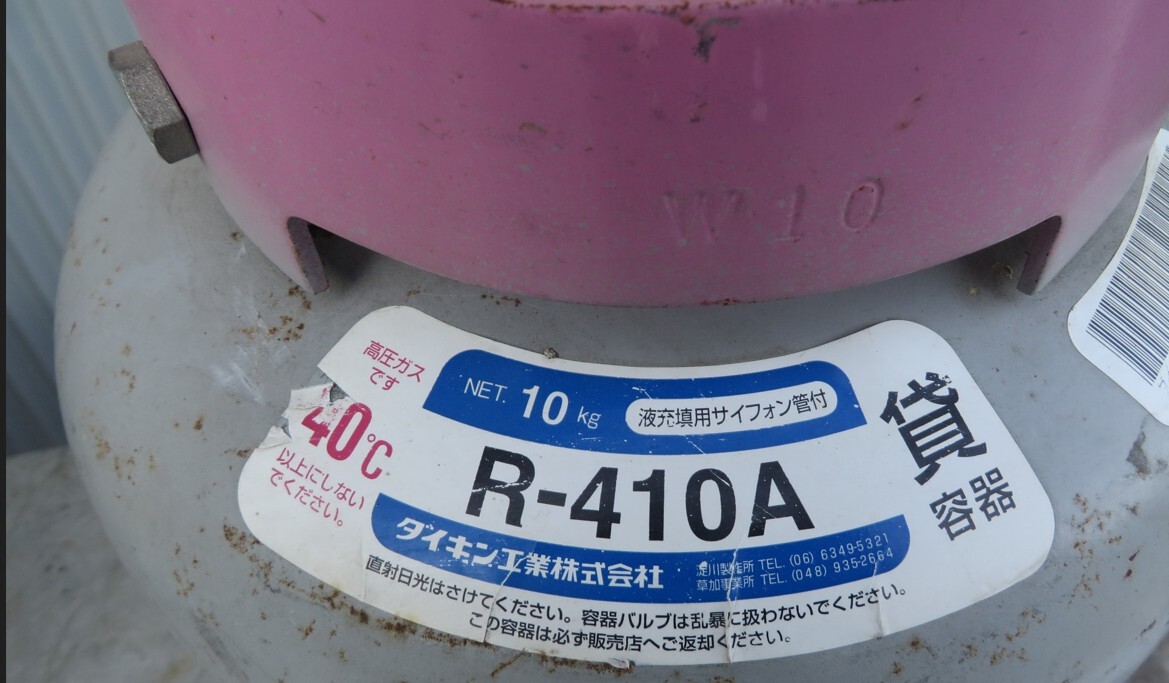 W10
高圧ガス
です
40℃
以上にしない
でください。
NET. 10 kg 液充填用サイフォン管付
R-410A
ダイキン工業株式会社
淀川製作所 TEL. (06) 6349-5321
草加事業所 TEL. (048) 935-2664
直射日光はさけてください。容器バルブは乱暴に扱わないでください。
この容器は必ず販売店へご返却ください。
貸
容器